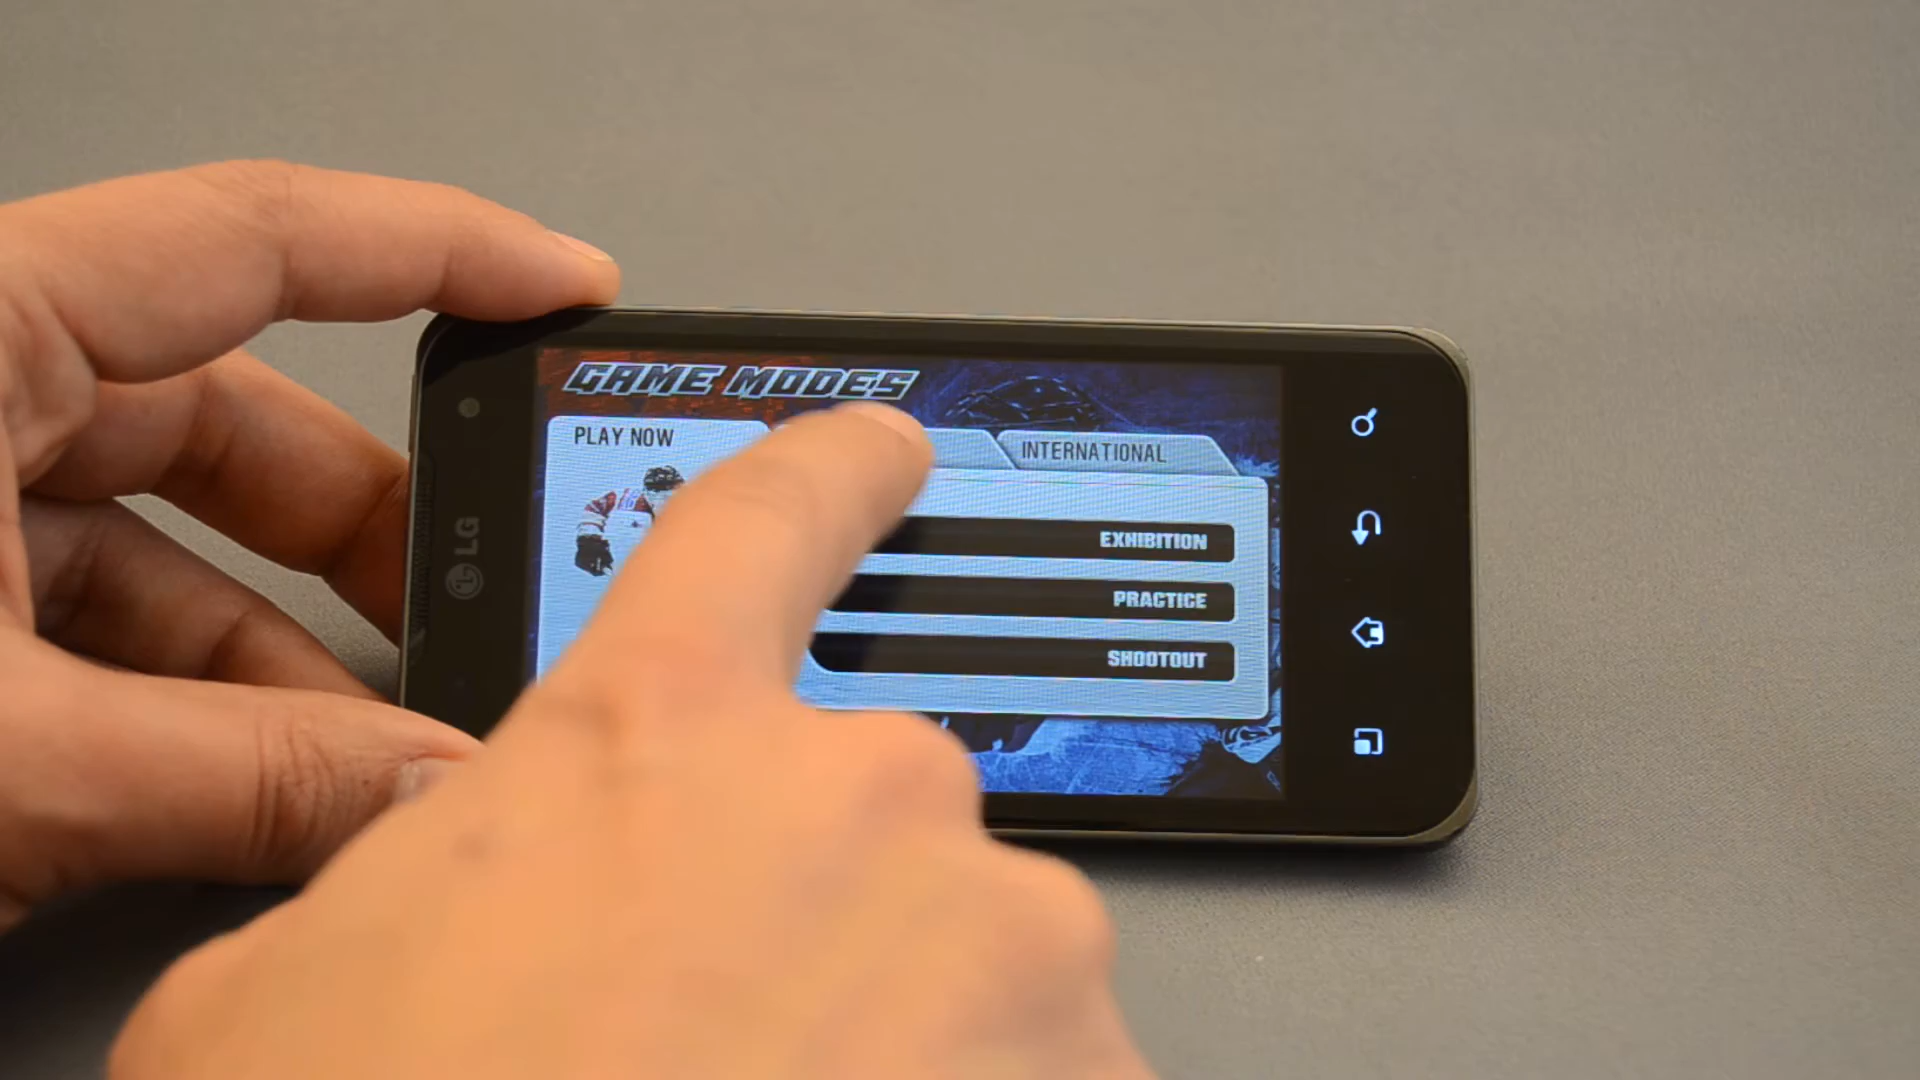 GAME MODES
PLAY NOW
INTERNATIONAL
EXHIBITION
PRACTICE
SHOOTOUT
LG